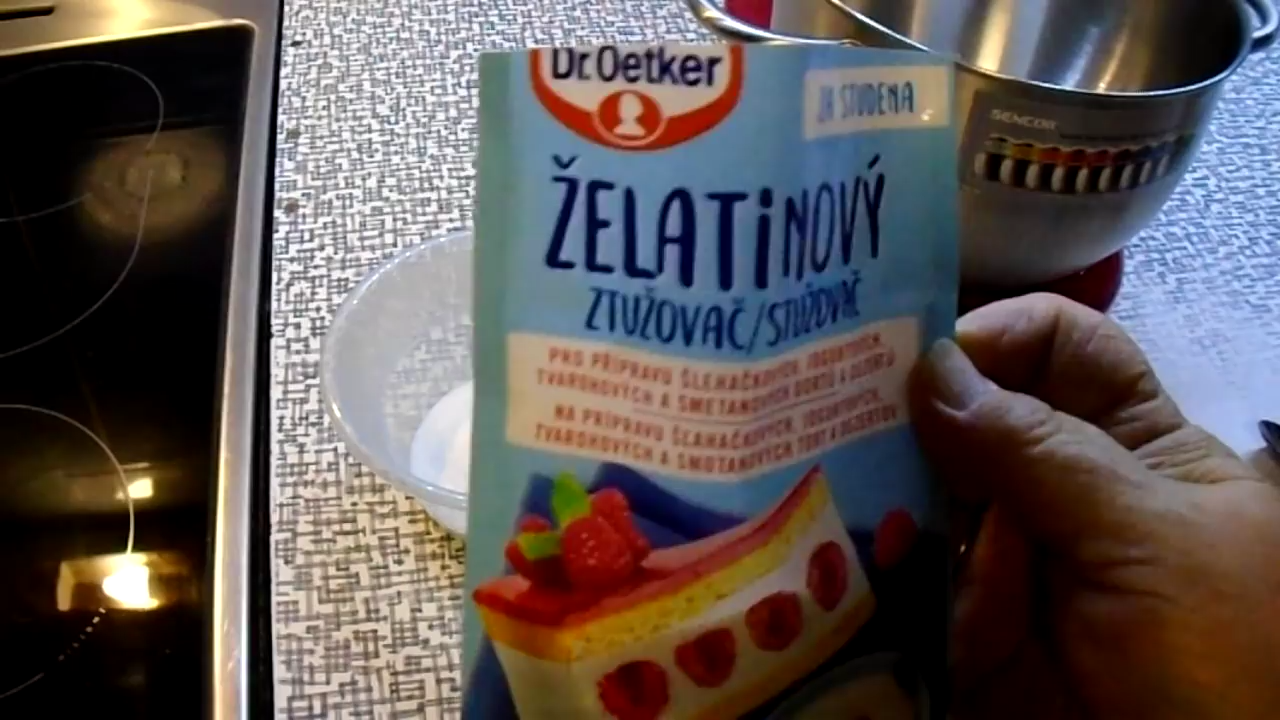 Dr. Oetker
ZA STUDENA
ŽELATiNOVÝ
ZTUŽOVAČ/STUŽOVAČ
PRO PŘÍPRAVU ŠLEHAČKOVÝCH, JOGURTOVÝCH,
TVAROHOVÝCH A SMETANOVÝCH DORTŮ A DEZERTŮ
NA PRÍPRAVU ŠĽAHAČKOVÝCH, JOGURTOVÝCH,
TVAROHOVÝCH A SMOTANOVÝCH TORT A DEZERTOV
SENCOR